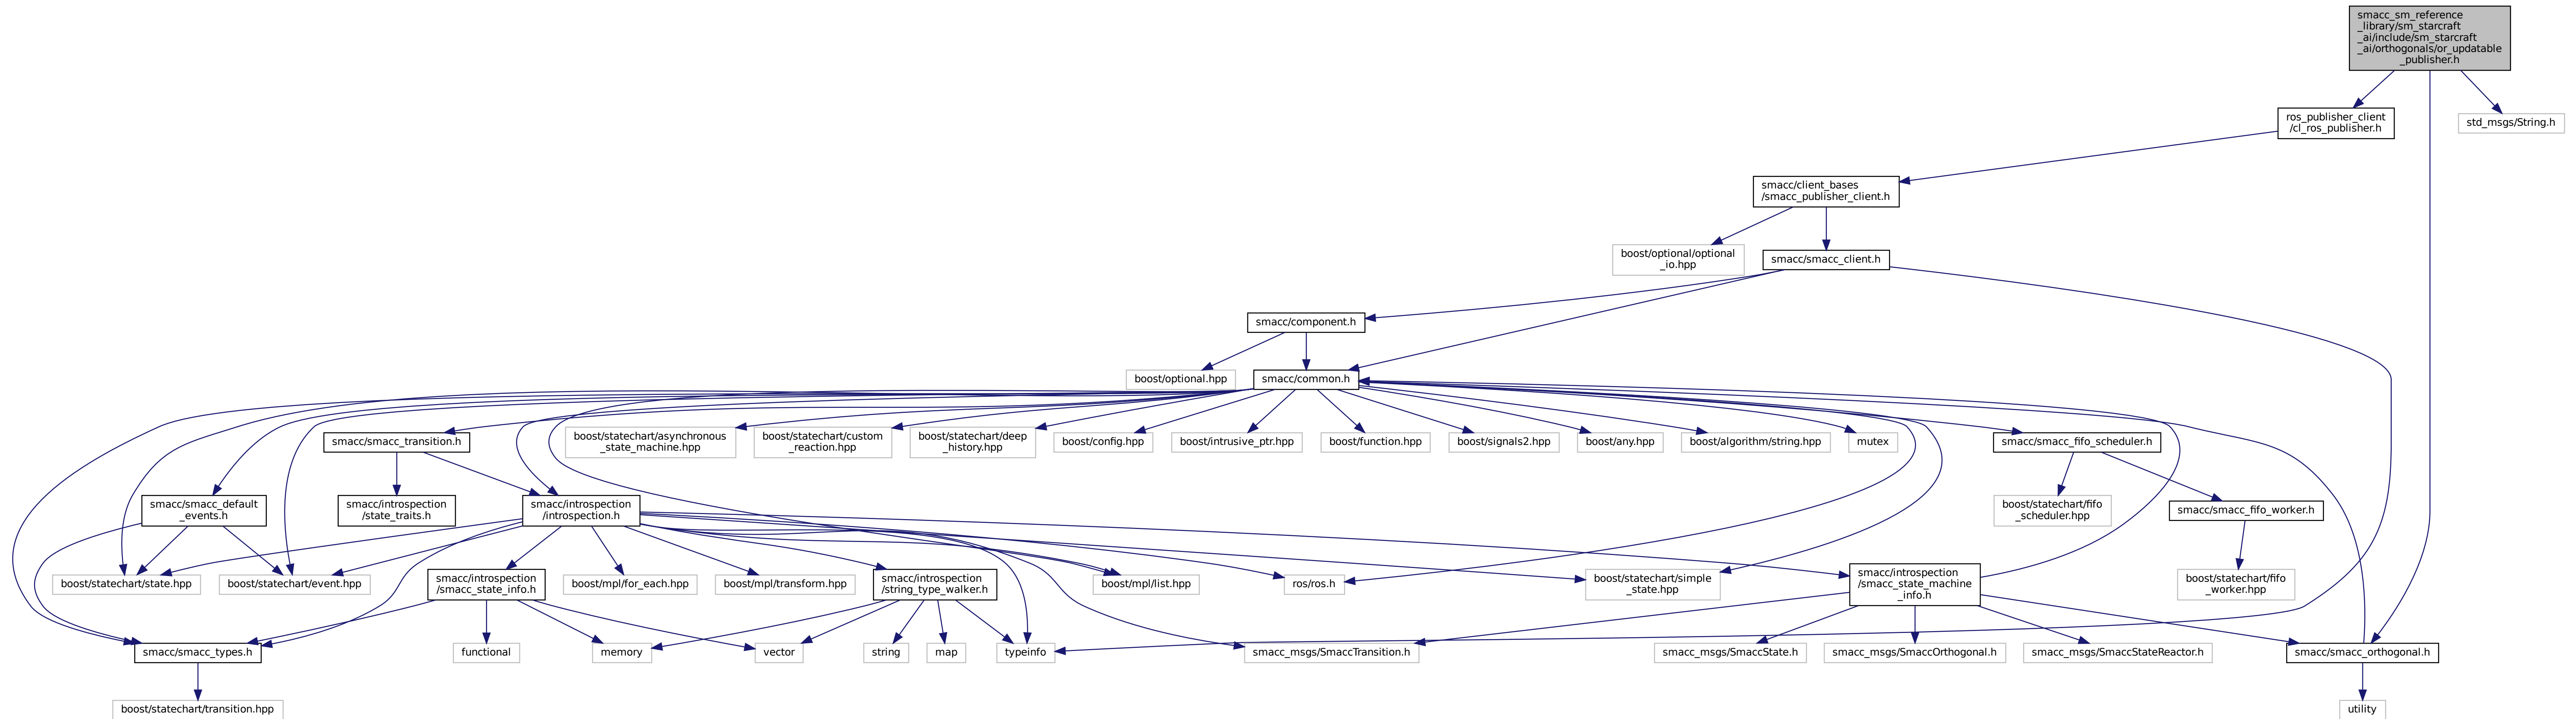 smacc_sm_reference
_library/sm_starcraft
_ai/include/sm_starcraft
_ai/orthogonals/or_updatable
_publisher.h
ros_publisher_client
/cl_ros_publisher.h
std_msgs/String.h
smacc/client_bases
/smacc_publisher_client.h
boost/optional/optional
_io.hpp
smacc/smacc_client.h
smacc/component.h
boost/optional.hpp
smacc/common.h
smacc/smacc_transition.h
boost/statechart/asynchronous
_state_machine.hpp
boost/statechart/custom
_reaction.hpp
boost/statechart/deep
_history.hpp
boost/config.hpp
boost/intrusive_ptr.hpp
boost/function.hpp
boost/signals2.hpp
boost/any.hpp
boost/algorithm/string.hpp
mutex
smacc/smacc_fifo_scheduler.h
smacc/smacc_default
_events.h
smacc/introspection
/state_traits.h
smacc/introspection
/introspection.h
boost/statechart/fifo
_scheduler.hpp
smacc/smacc_fifo_worker.h
boost/statechart/state.hpp
boost/statechart/event.hpp
smacc/introspection
/smacc_state_info.h
boost/mpl/for_each.hpp
boost/mpl/transform.hpp
smacc/introspection
/string_type_walker.h
boost/mpl/list.hpp
ros/ros.h
boost/statechart/simple
_state.hpp
smacc/introspection
/smacc_state_machine
_info.h
boost/statechart/fifo
_worker.hpp
smacc/smacc_types.h
functional
memory
vector
string
map
typeinfo
smacc_msgs/SmaccTransition.h
smacc_msgs/SmaccState.h
smacc_msgs/SmaccOrthogonal.h
smacc_msgs/SmaccStateReactor.h
smacc/smacc_orthogonal.h
boost/statechart/transition.hpp
utility